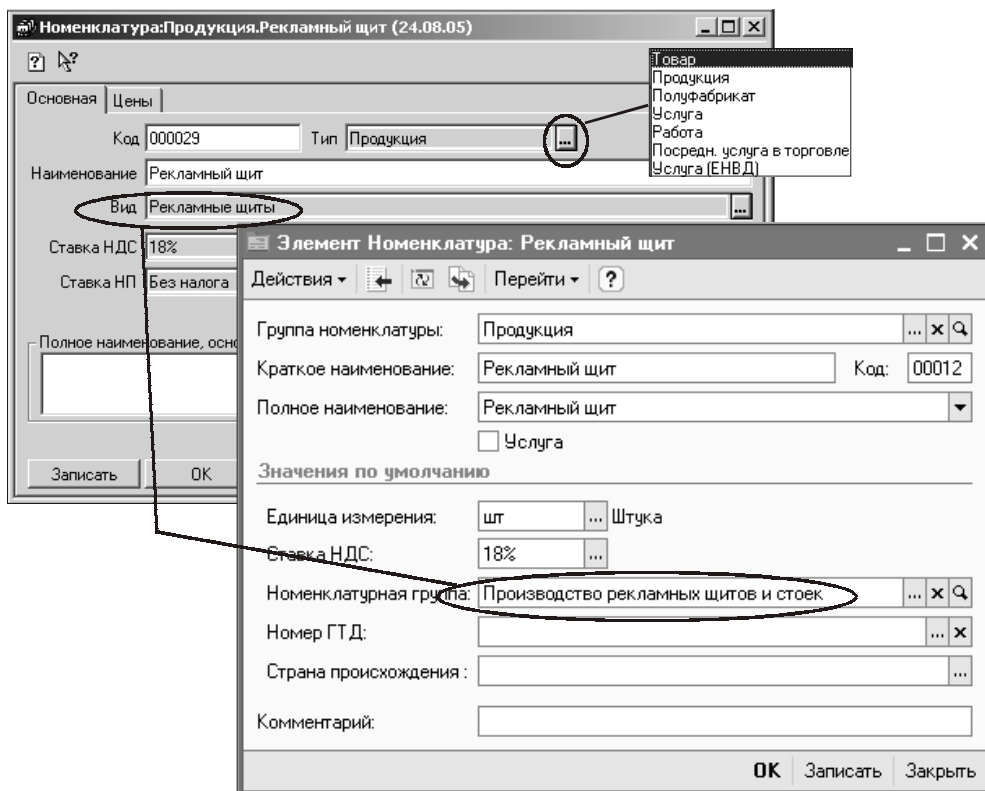 Номенклатура:Продукция.Рекламный щит (24.08.05)
Основная Цены
Код 000029 Тип Продукция ...
Товар
Продукция
Полуфабрикат
Услуга
Работа
Посредн. услуга в торговле
Услуга (ЕНВД)
Наименование Рекламный щит
Вид Рекламные щиты ...
Ставка НДС 18%
Ставка НП Без налога
Полное наименование, осно
Записать ОК
Элемент Номенклатура: Рекламный щит
Действия Перейти ?
Группа номенклатуры: Продукция ...
Краткое наименование: Рекламный щит Код: 00012
Полное наименование: Рекламный щит
Услуга
Значения по умолчанию
Единица измерения: шт ... Штука
Ставка НДС: 18% ...
Номенклатурная группа: Производство рекламных щитов и стоек ...
Номер ГТД: ...
Страна происхождения : ...
Комментарий:
ОК Записать Закрыть